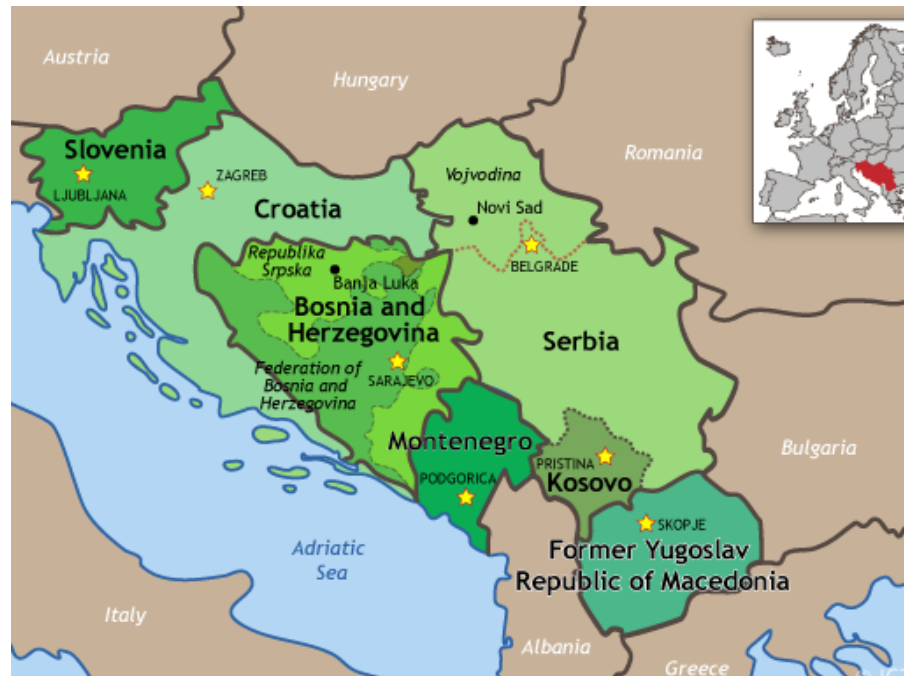 Austria
Hungary
Romania
Slovenia
LJUBLJANA
ZAGREB
Croatia
Vojvodina
Novi Sad
BELGRADE
Republika
Srpska
Banja Luka
Bosnia and
Herzegovina
Federation of
Bosnia and
Herzegovina
SARAJEVO
Serbia
Montenegro
PODGORICA
PRISTINA
Kosovo
Bulgaria
SKOPJE
Former Yugoslav
Republic of Macedonia
Adriatic
Sea
Italy
Albania
Greece